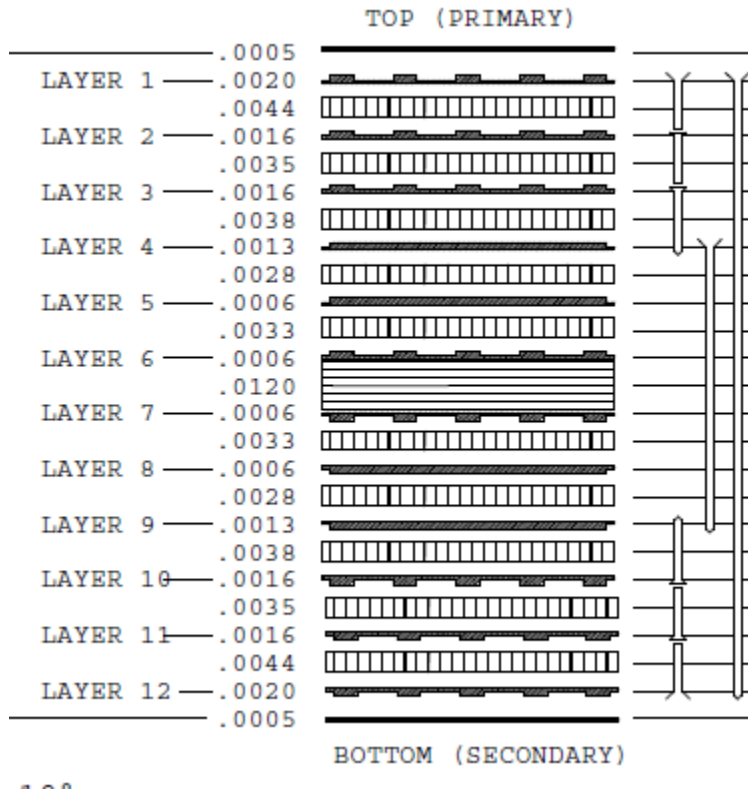 TOP (PRIMARY)
.0005
LAYER 1 .0020
.0044
LAYER 2 .0016
.0035
LAYER 3 .0016
.0038
LAYER 4 .0013
.0028
LAYER 5 .0006
.0033
LAYER 6 .0006
.0120
LAYER 7 .0006
.0033
LAYER 8 .0006
.0028
LAYER 9 .0013
.0038
LAYER 10 .0016
.0035
LAYER 11 .0016
.0044
LAYER 12 .0020
.0005
BOTTOM (SECONDARY)